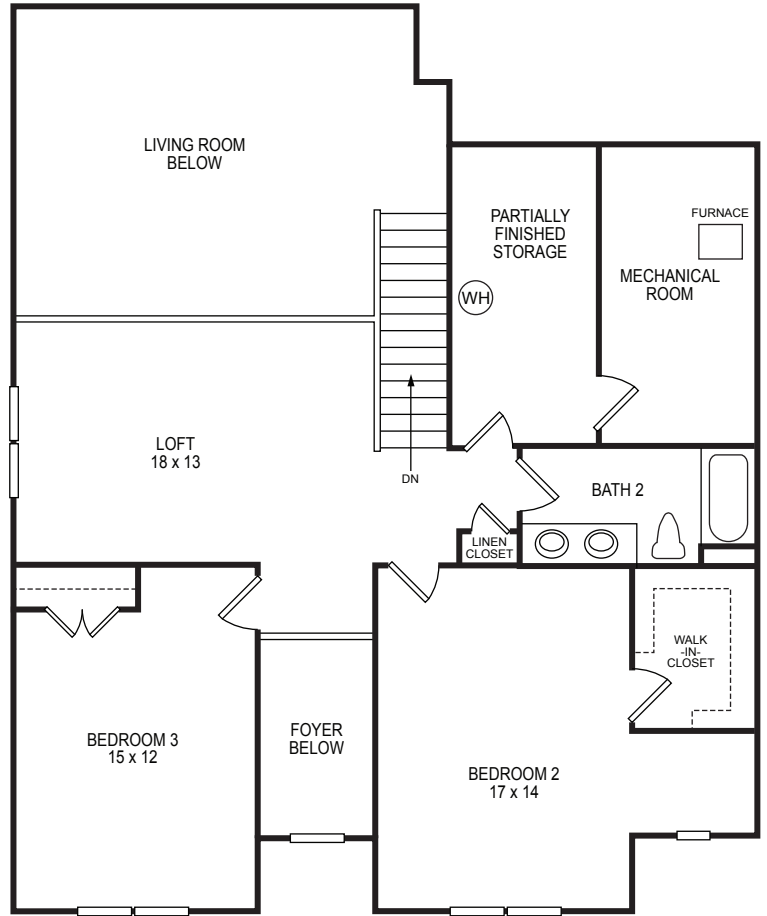 LIVING ROOM
BELOW
PARTIALLY
FINISHED
STORAGE
FURNACE
MECHANICAL
ROOM
WH
LOFT
18 x 13
DN
BATH 2
LINEN
CLOSET
WALK
-IN-
CLOSET
BEDROOM 3
15 x 12
FOYER
BELOW
BEDROOM 2
17 x 14